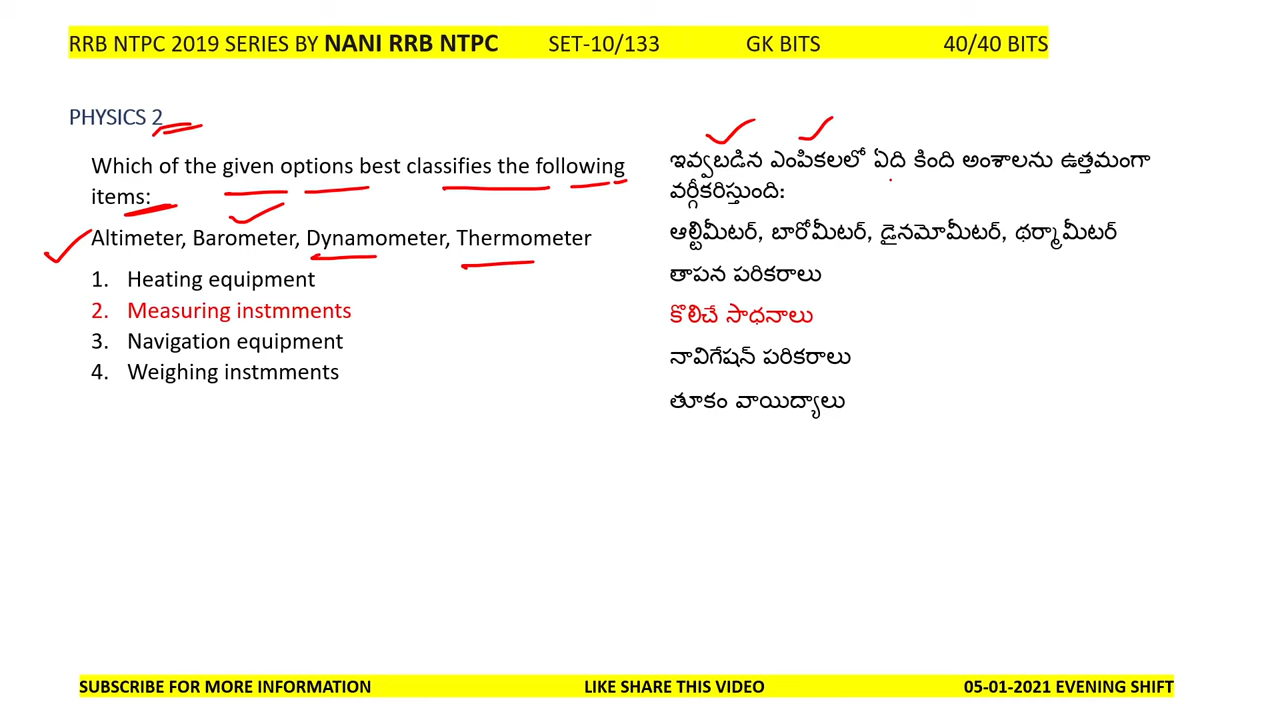 RRB NTPC 2019 SERIES BY NANI RRB NTPC SET-10/133 GK BITS 40/40 BITS
PHYSICS 2
Which of the given options best classifies the following
items:
Altimeter, Barometer, Dynamometer, Thermometer
1. Heating equipment
2. Measuring instmments
3. Navigation equipment
4. Weighing instmments
ఇవ్వబడిన ఎంపికలలో ఏది కింది అంశాలను ఉత్తమంగా
వర్గీకరిస్తుంది:
ఆల్టిమీటర్, బారోమీటర్, డైనమోమీటర్, థర్మామీటర్
తాపన పరికరాలు
కొలిచే సాధనాలు
నావిగేషన్ పరికరాలు
తూకం వాయిద్యాలు
SUBSCRIBE FOR MORE INFORMATION LIKE SHARE THIS VIDEO 05-01-2021 EVENING SHIFT